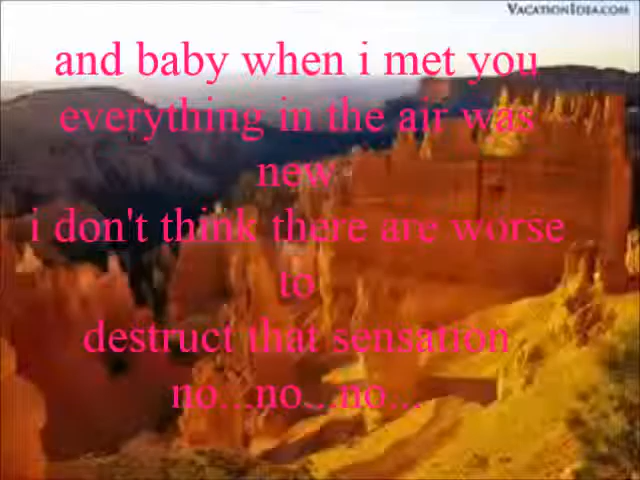 VACATIONIDEA.COM
and baby when i met you
everything in the air was
new
i don't think there are worse
to
destruct that sensation
no...no...no...